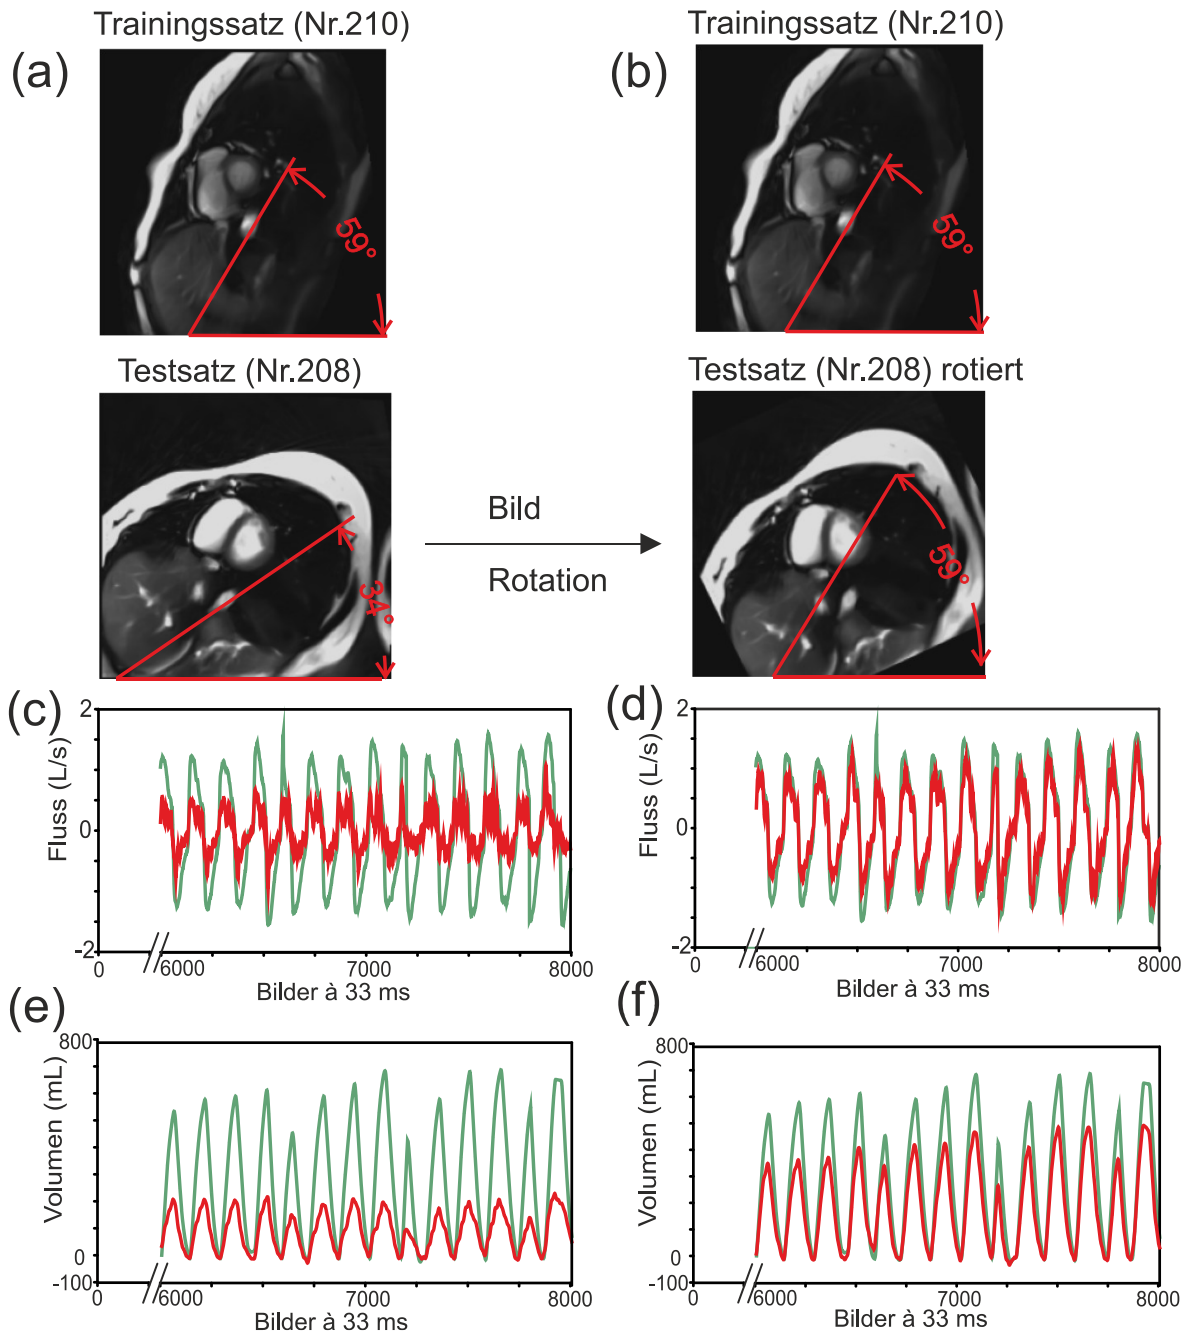 Trainingssatz (Nr.210)
Trainingssatz (Nr.210)
(a)
(b)
59°
59°
Testsatz (Nr.208)
Testsatz (Nr.208) rotiert
Bild
Rotation
34°
59°
(c)
(d)
2
0
-2
Fluss (L/s)
0
6000
7000
8000
Bilder à 33 ms
2
0
-2
Fluss (L/s)
0
6000
7000
8000
Bilder à 33 ms
(e)
(f)
800
0
-100
Volumen (mL)
0
6000
7000
8000
Bilder à 33 ms
800
0
-100
Volumen (mL)
0
6000
7000
8000
Bilder à 33 ms